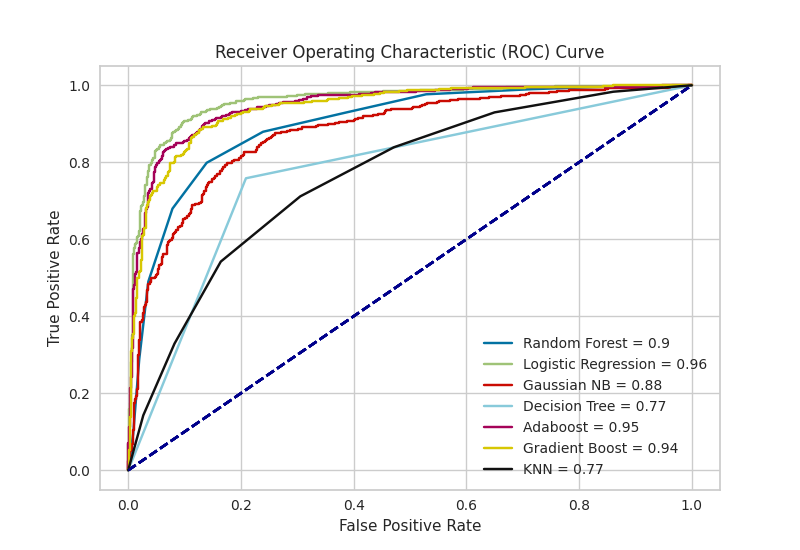 Receiver Operating Characteristic (ROC) Curve
True Positive Rate
1.0
0.8
0.6
0.4
0.2
0.0
Random Forest = 0.9
Logistic Regression = 0.96
Gaussian NB = 0.88
Decision Tree = 0.77
Adaboost = 0.95
Gradient Boost = 0.94
KNN = 0.77
0.0 0.2 0.4 0.6 0.8 1.0
False Positive Rate